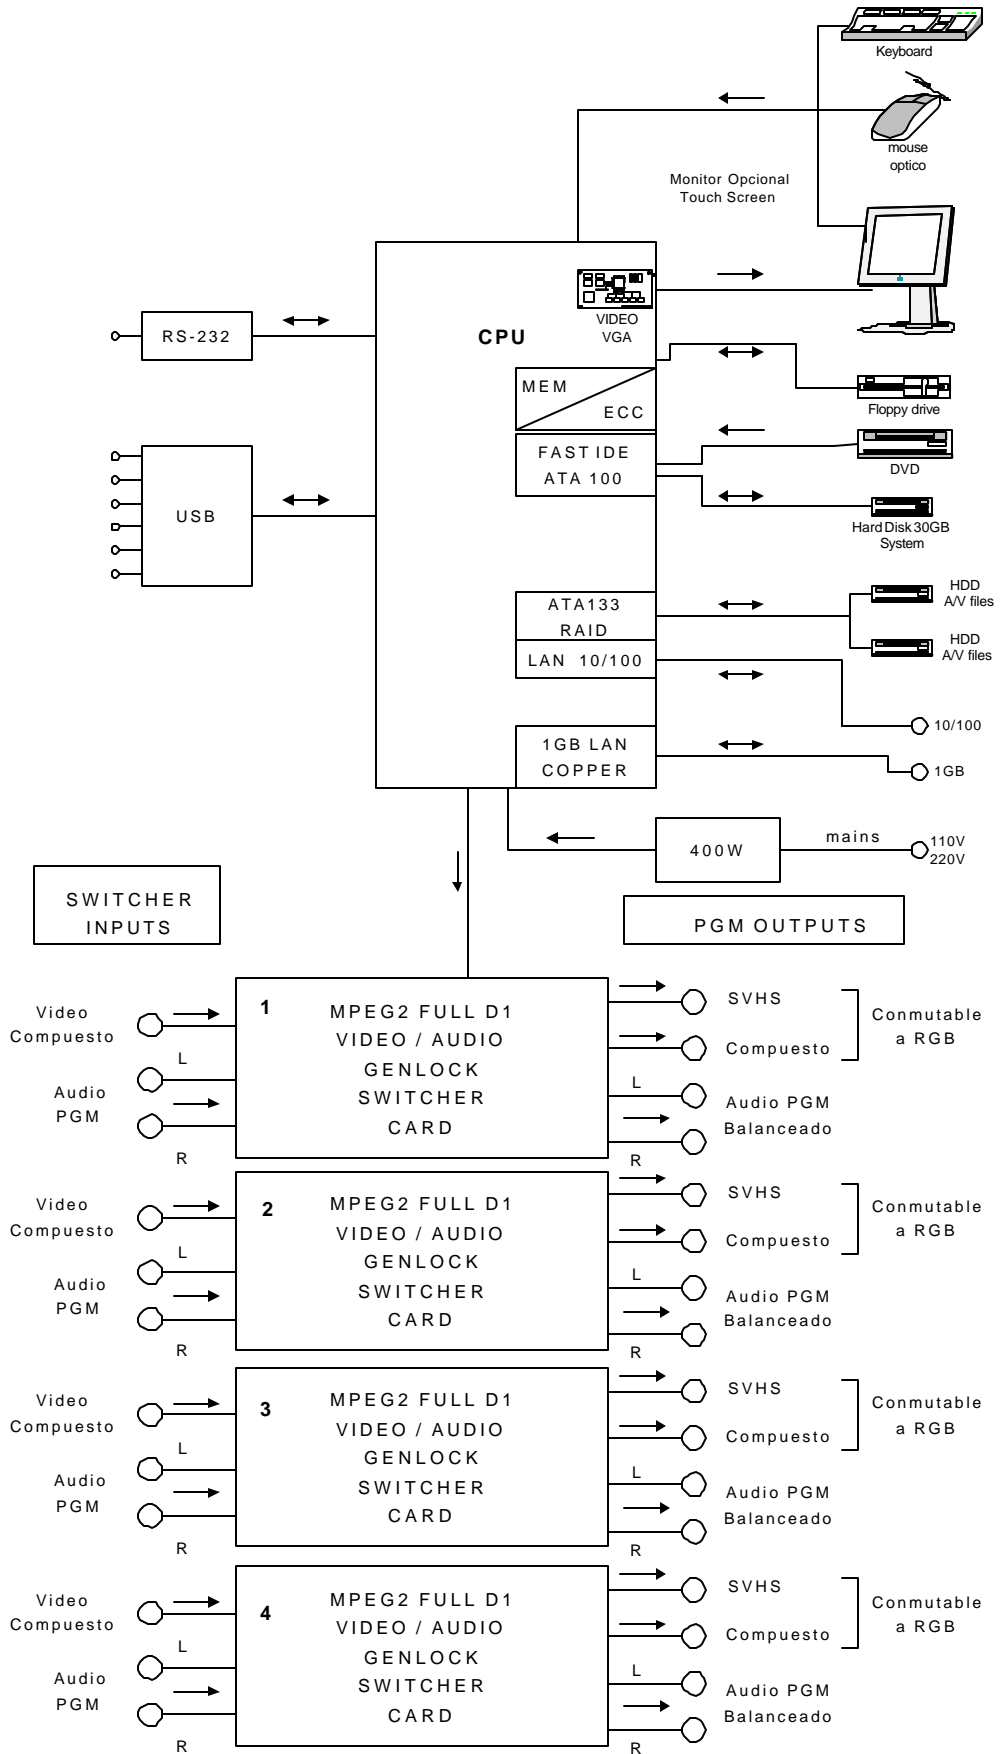 Keyboard
mouse
optico
Monitor Opcional
Touch Screen
VIDEO
VGA
CPU
RS-232
MEM
ECC
Floppy drive
FAST IDE
ATA 100
DVD
USB
Hard Disk 30GB
System
ATA133
RAID
HDD
A/V files
LAN 10/100
HDD
A/V files
10/100
1GB LAN
COPPER
1GB
400W
mains
110V
220V
SWITCHER
INPUTS
PGM OUTPUTS
Video
Compuesto
L
Audio
PGM
R
1
MPEG2 FULL D1
VIDEO / AUDIO
GENLOCK
SWITCHER
CARD
SVHS
Compuesto
Conmutable
a RGB
L
Audio PGM
Balanceado
R
Video
Compuesto
L
Audio
PGM
R
2
MPEG2 FULL D1
VIDEO / AUDIO
GENLOCK
SWITCHER
CARD
SVHS
Compuesto
Conmutable
a RGB
L
Audio PGM
Balanceado
R
Video
Compuesto
L
Audio
PGM
R
3
MPEG2 FULL D1
VIDEO / AUDIO
GENLOCK
SWITCHER
CARD
SVHS
Compuesto
Conmutable
a RGB
L
Audio PGM
Balanceado
R
Video
Compuesto
L
Audio
PGM
R
4
MPEG2 FULL D1
VIDEO / AUDIO
GENLOCK
SWITCHER
CARD
SVHS
Compuesto
Conmutable
a RGB
L
Audio PGM
Balanceado
R